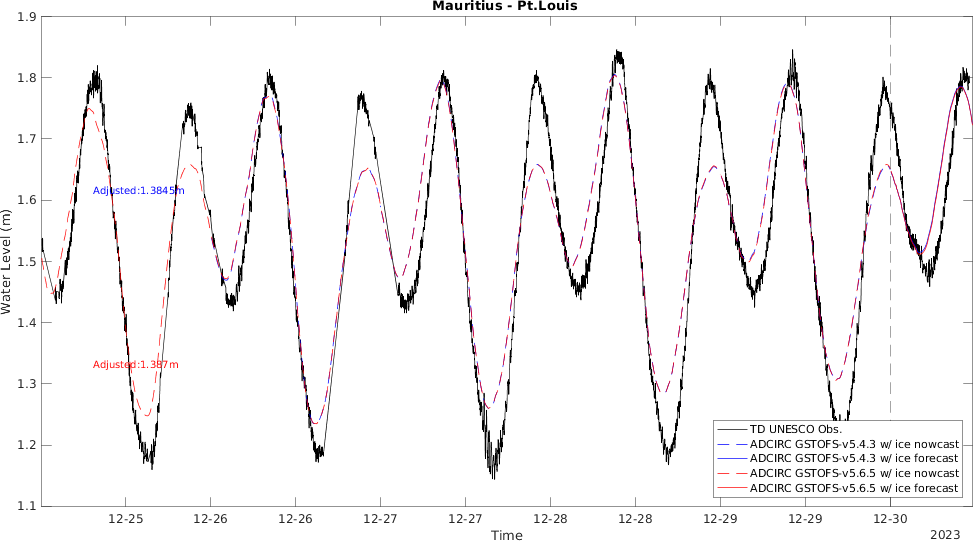 Mauritius - Pt.Louis
1.9
1.8
1.7
1.6
1.5
1.4
1.3
1.2
1.1
Water Level (m)
Adjusted:1.3845m
Adjusted:1.387m
TD UNESCO Obs.
ADCIRC GSTOFS-v5.4.3 w/ ice nowcast
ADCIRC GSTOFS-v5.4.3 w/ ice forecast
ADCIRC GSTOFS-v5.6.5 w/ ice nowcast
ADCIRC GSTOFS-v5.6.5 w/ ice forecast
12-25 12-26 12-26 12-27 12-27 12-28 12-28 12-29 12-29 12-30
Time
2023